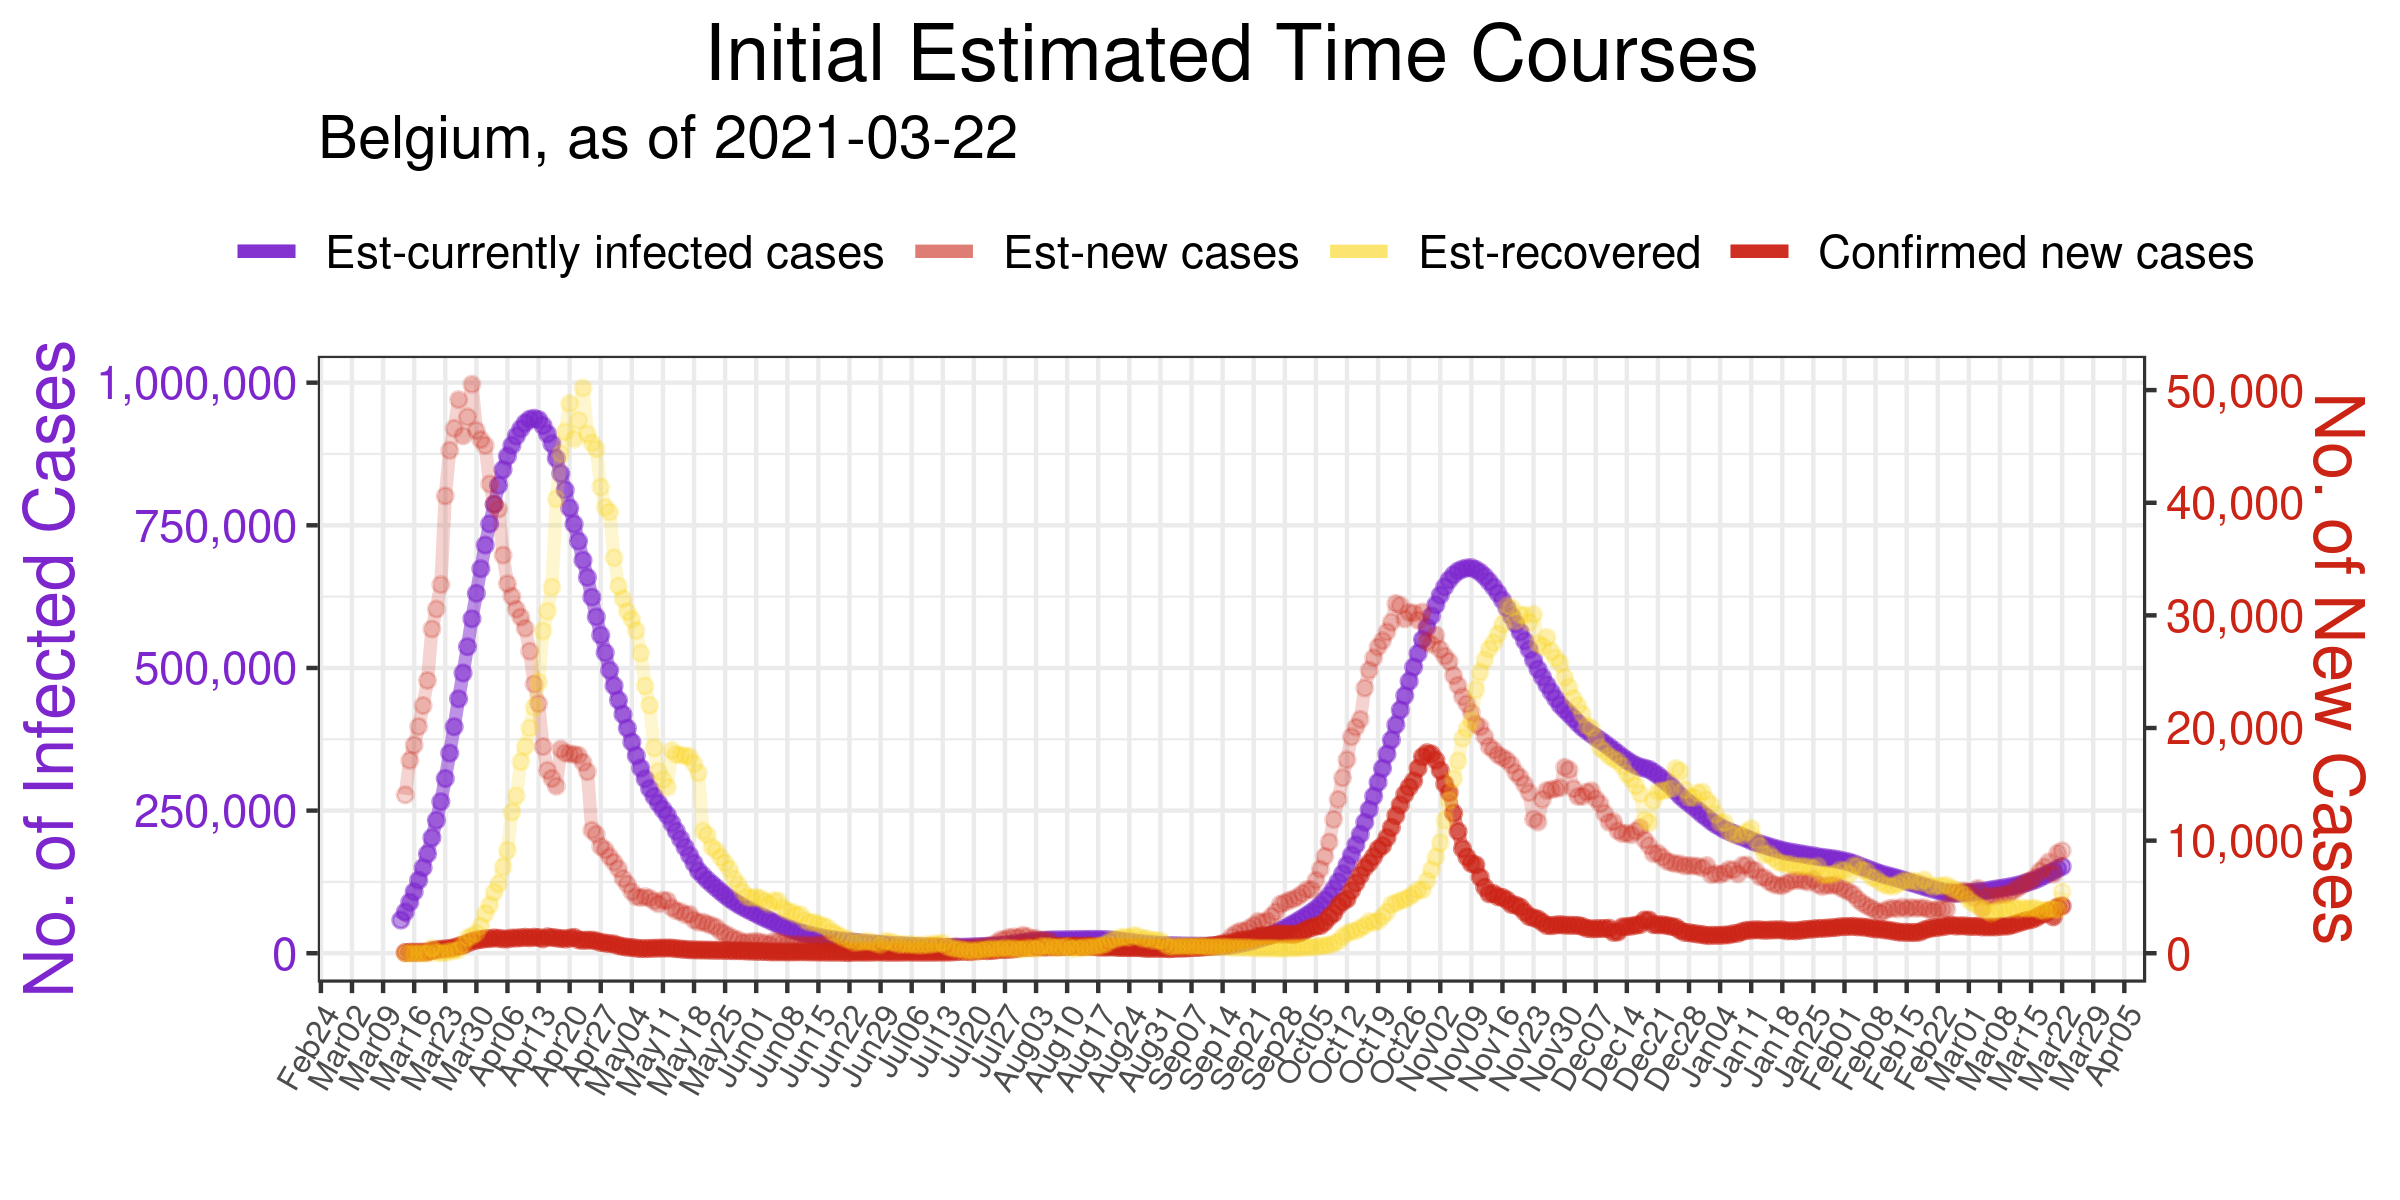 Initial Estimated Time Courses
Belgium, as of 2021-03-22
Est-currently infected cases Est-new cases Est-recovered Confirmed new cases
No. of Infected Cases
1,000,000
750,000
500,000
250,000
0
50,000
40,000
30,000
20,000
10,000
0
No. of New Cases
Feb24 Mar02 Mar09 Mar16 Mar23 Mar30 Apr06 Apr13 Apr20 Apr27 May04 May11 May18 May25 Jun01 Jun08 Jun15 Jun22 Jun29 Jul06 Jul13 Jul20 Jul27 Aug03 Aug10 Aug17 Aug24 Aug31 Sep07 Sep14 Sep21 Sep28 Oct05 Oct12 Oct19 Oct26 Nov02 Nov09 Nov16 Nov23 Nov30 Dec07 Dec14 Dec21 Dec28 Jan04 Jan11 Jan18 Jan25 Feb01 Feb08 Feb15 Feb22 Mar01 Mar08 Mar15 Mar22 Mar29 Apr05